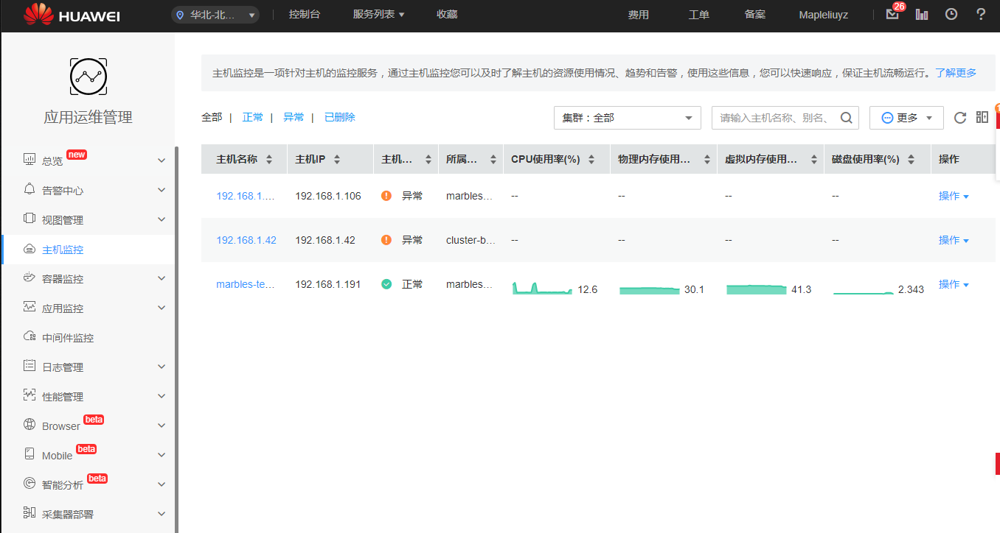 HUAWEI 华北-北... 控制台 服务列表 收藏 费用 工单 备案 Mapleliuyz 26
应用运维管理
总览 new
告警中心
视图管理
主机监控
容器监控
应用监控
中间件监控
日志管理
性能管理
Browser beta
Mobile beta
智能分析 beta
采集器部署
主机监控是一项针对主机的监控服务，通过主机监控您可以及时了解主机的资源使用情况、趋势和告警，使用这些信息，您可以快速响应，保证主机流畅运行。了解更多
全部 | 正常 | 异常 | 已删除 集群：全部 请输入主机名称、别名、 更多
主机名称 主机IP 主机... 所属... CPU使用率(%) 物理内存使用... 虚拟内存使用... 磁盘使用率(%) 操作
192.168.1.... 192.168.1.106 异常 marbles... -- -- -- -- 操作
192.168.1.42 192.168.1.42 异常 cluster-b... -- -- -- -- 操作
marbles-te... 192.168.1.191 正常 marbles... 12.6 30.1 41.3 2.343 操作